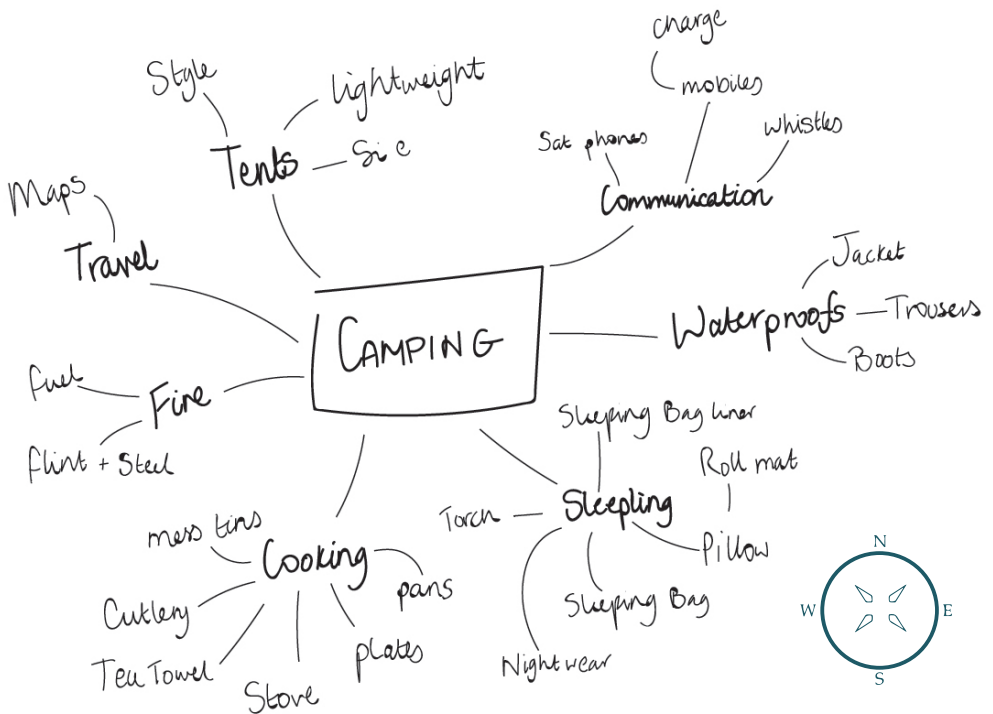 charge
mobiles
Style
Lightweight
Sat phones
whistles
Tents
Communication
Maps
Travel
Jacket
Waterproofs
Trousers
Boots
CAMPING
Fuel
Fire
Flint + Steel
Sleeping Bag liner
Roll mat
Torch
Sleepling
Pillow
mess tins
Cooking
pans
Cutlery
Sleeping Bag
plates
Tea Towel
Stove
Nightwear
N
W
E
S